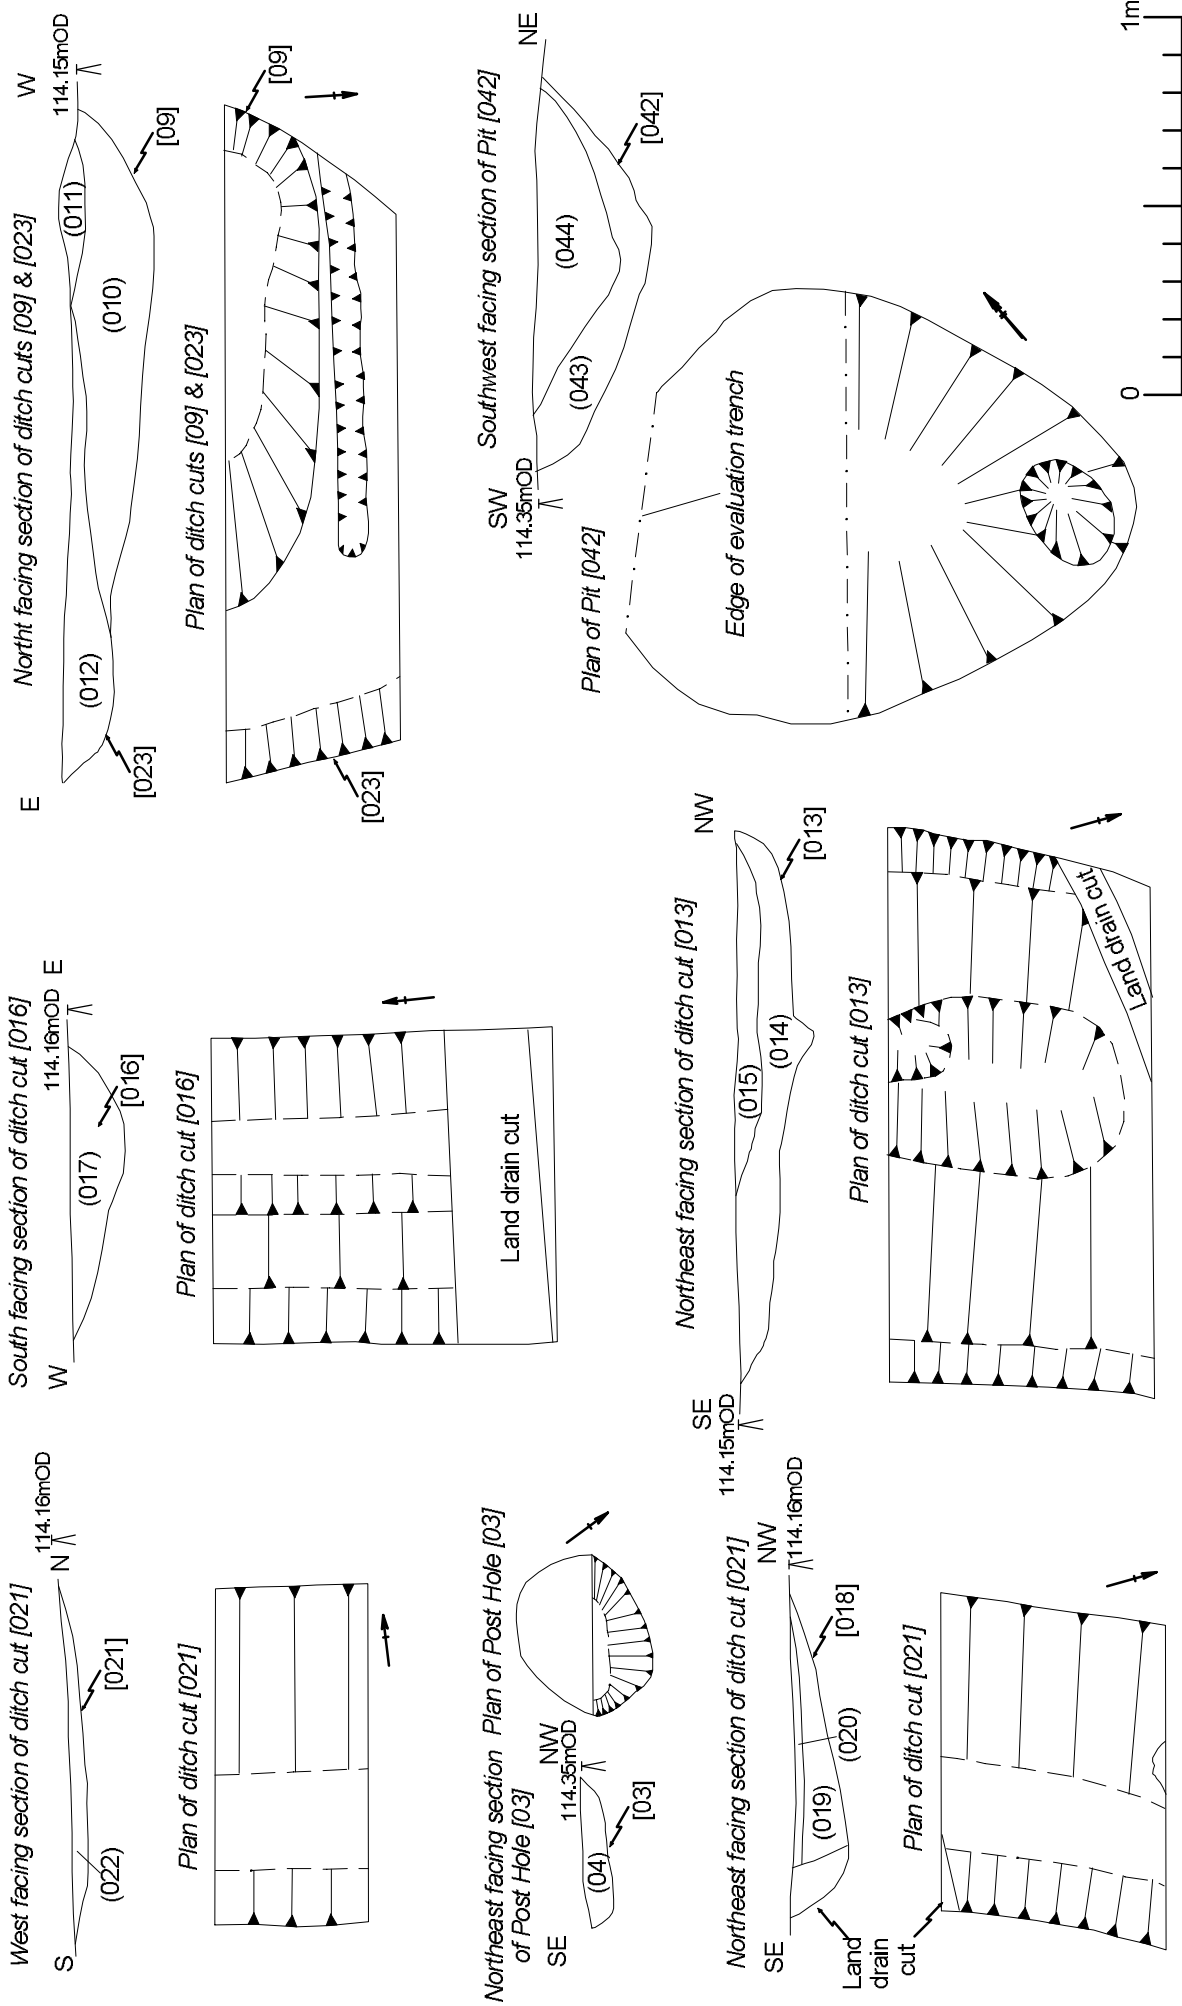 West facing section of ditch cut [021]
S
N
114.16mOD
(022)
[021]
Plan of ditch cut [021]
South facing section of ditch cut [016]
W
114.16mOD
E
(017)
[016]
Plan of ditch cut [016]
Land drain cut
Northt facing section of ditch cuts [09] & [023]
E
W
114.15mOD
(012)
(010)
(011)
[023]
[09]
Plan of ditch cuts [09] & [023]
[023]
[09]
Northeast facing section
of Post Hole [03]
SE
NW
114.35mOD
(04)
[03]
Plan of Post Hole [03]
Northeast facing section of ditch cut [021]
SE
NW
114.16mOD
(019)
(020)
[018]
Land
drain
cut
Plan of ditch cut [021]
Northeast facing section of ditch cut [013]
SE
114.15mOD
NW
(015)
(014)
[013]
Plan of ditch cut [013]
Land drain cut
Southwest facing section of Pit [042]
SW
114.35mOD
NE
(043)
(044)
[042]
Plan of Pit [042]
Edge of evaluation trench
0
1m